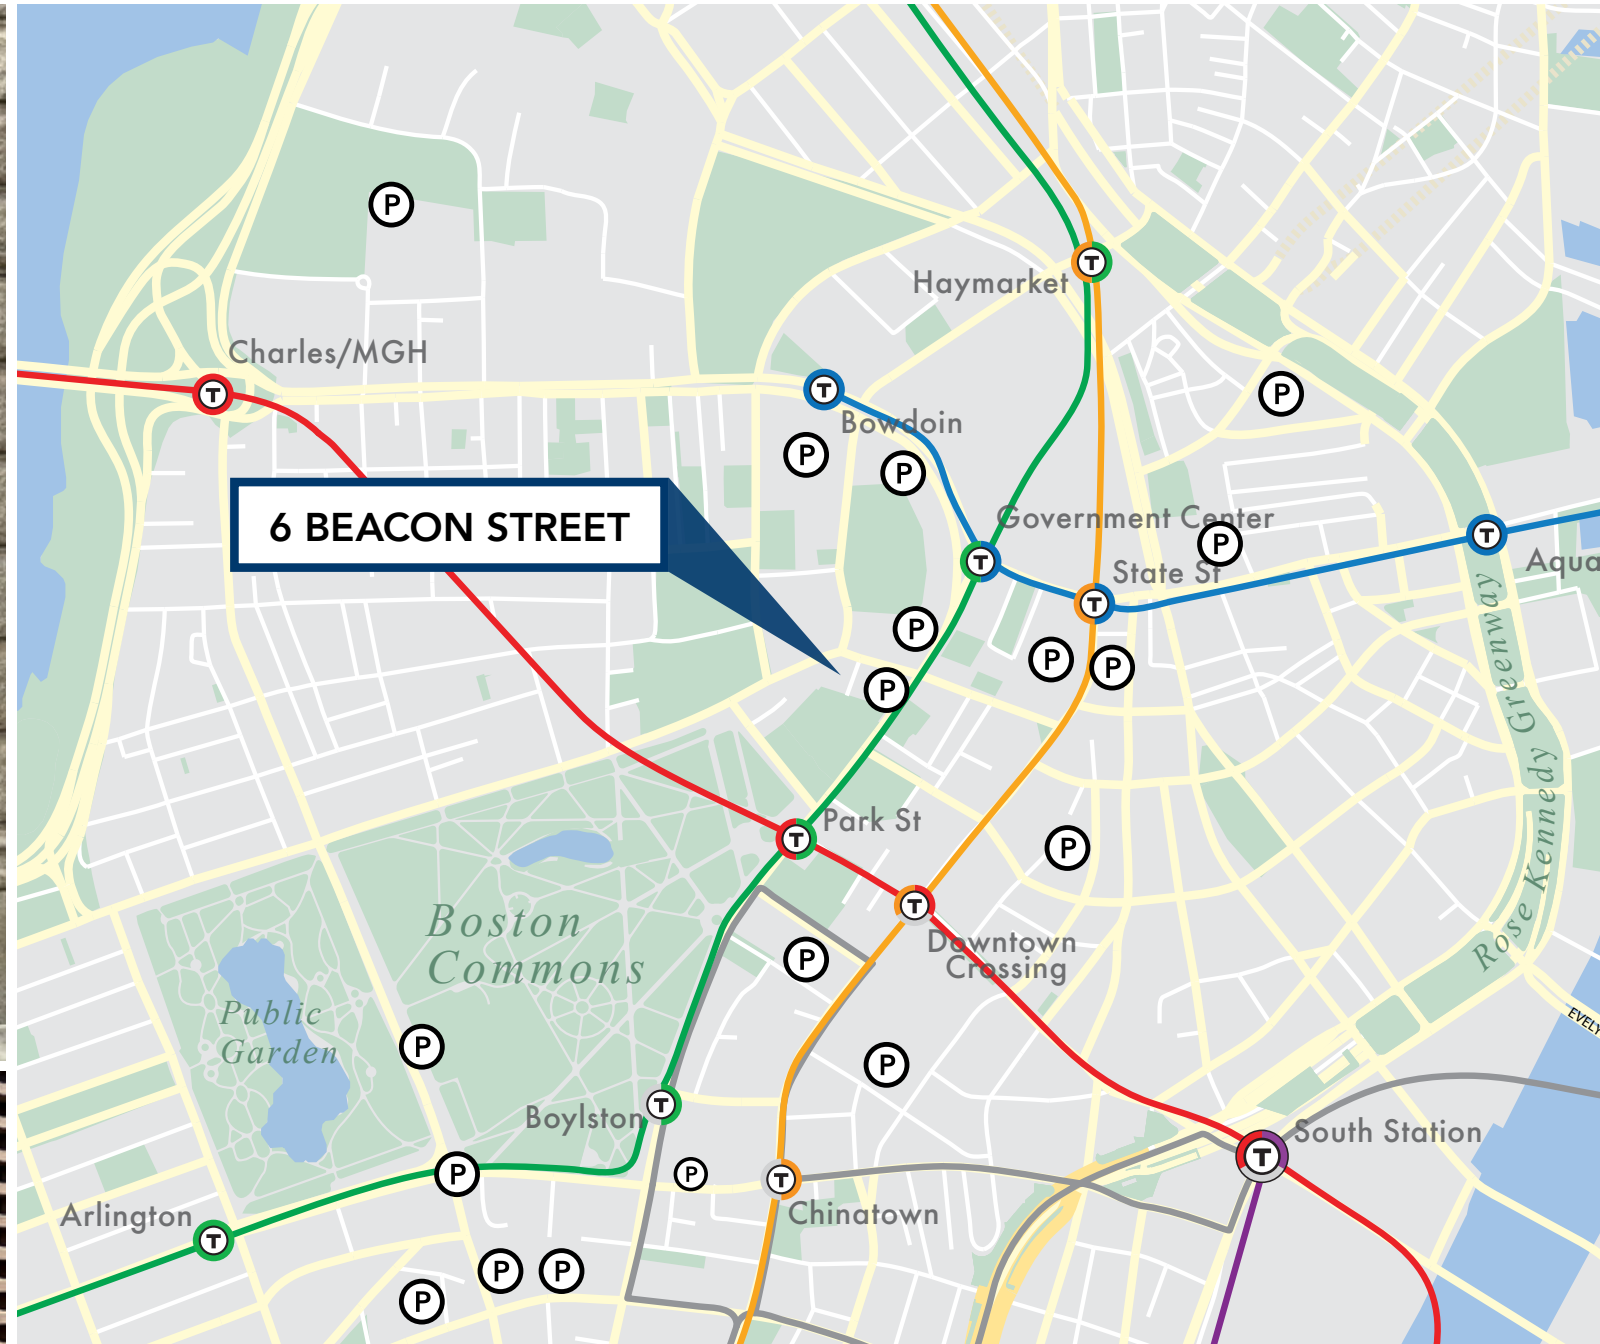 P
T
Haymarket
Charles/MGH
T
T
Bowdoin
P
P
P
6 BEACON STREET
Government Center
P
T
T
Aqua
State St
T
P
P
P
P
Rose Kennedy Greenway
Park St
T
P
T
Boston
Commons
Downtown
Crossing
P
Public
Garden
EVELY
P
P
Boylston
T
South Station
T
P
P
T
Arlington
Chinatown
T
P
P
P